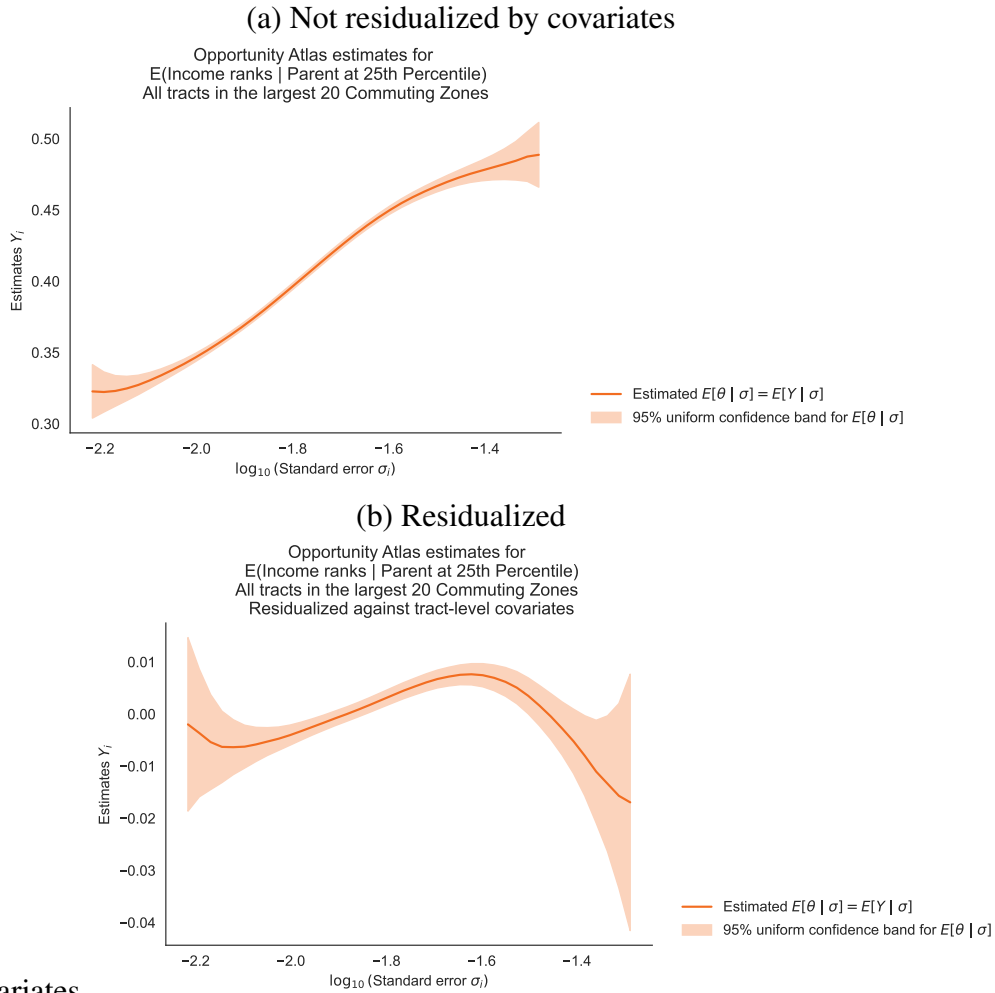 (a) Not residualized by covariates
Opportunity Atlas estimates for
E(Income ranks | Parent at 25th Percentile)
All tracts in the largest 20 Commuting Zones
0.50
0.45
0.40
0.35
0.30
Estimates Y_i
−2.2 −2.0 −1.8 −1.6 −1.4
log₁₀ (Standard error σ_i)
Estimated E[θ | σ] = E[Y | σ]
95% uniform confidence band for E[θ | σ]
(b) Residualized
Opportunity Atlas estimates for
E(Income ranks | Parent at 25th Percentile)
All tracts in the largest 20 Commuting Zones
Residualized against tract-level covariates
0.01
0.00
−0.01
−0.02
−0.03
−0.04
Estimates Y_i
−2.2 −2.0 −1.8 −1.6 −1.4
log₁₀ (Standard error σ_i)
Estimated E[θ | σ] = E[Y | σ]
95% uniform confidence band for E[θ | σ]
variates